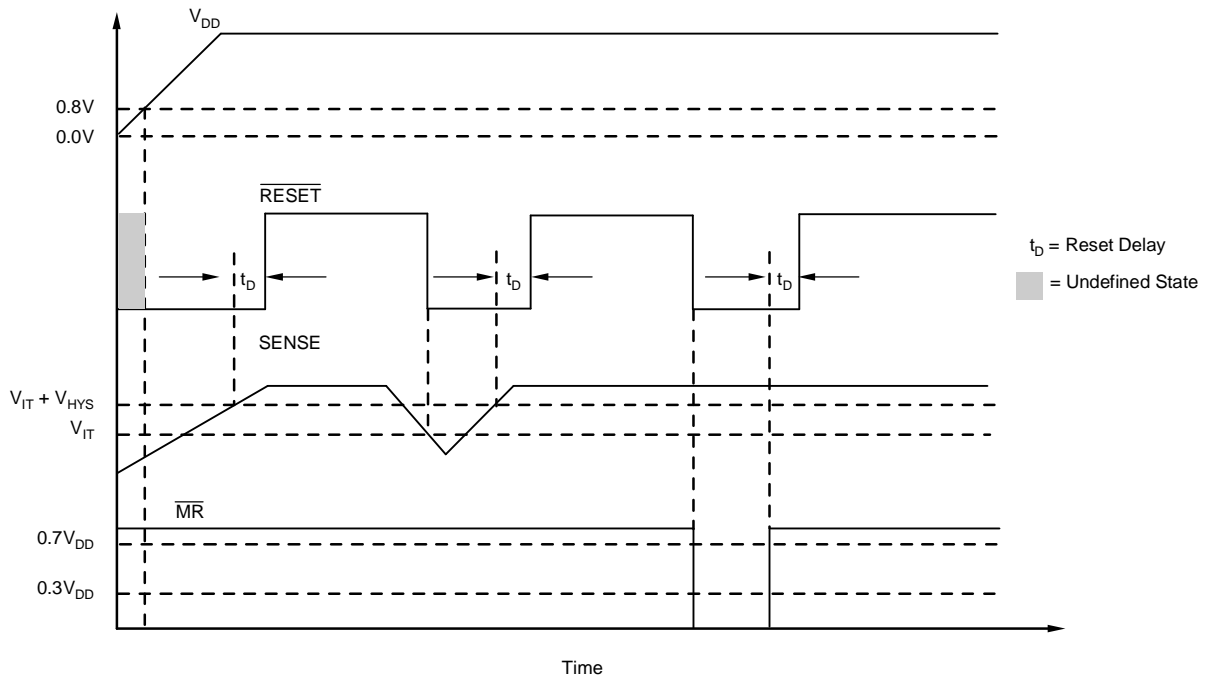 VDD
0.8V
0.0V
RESET
tD
tD
tD
tD = Reset Delay
= Undefined State
SENSE
VIT + VHYS
VIT
MR
0.7VDD
0.3VDD
Time